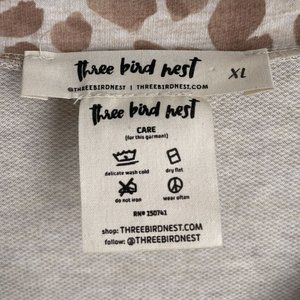 three bird nest
XL
@THREEBIRDNEST | THREEBIRDNEST.COM
three bird nest
CARE
(for this garment)
delicate wash cold
dry flat
do not iron
wear often
RN# 150741
shop: THREEBIRDNEST.COM
follow: @THREEBIRDNEST